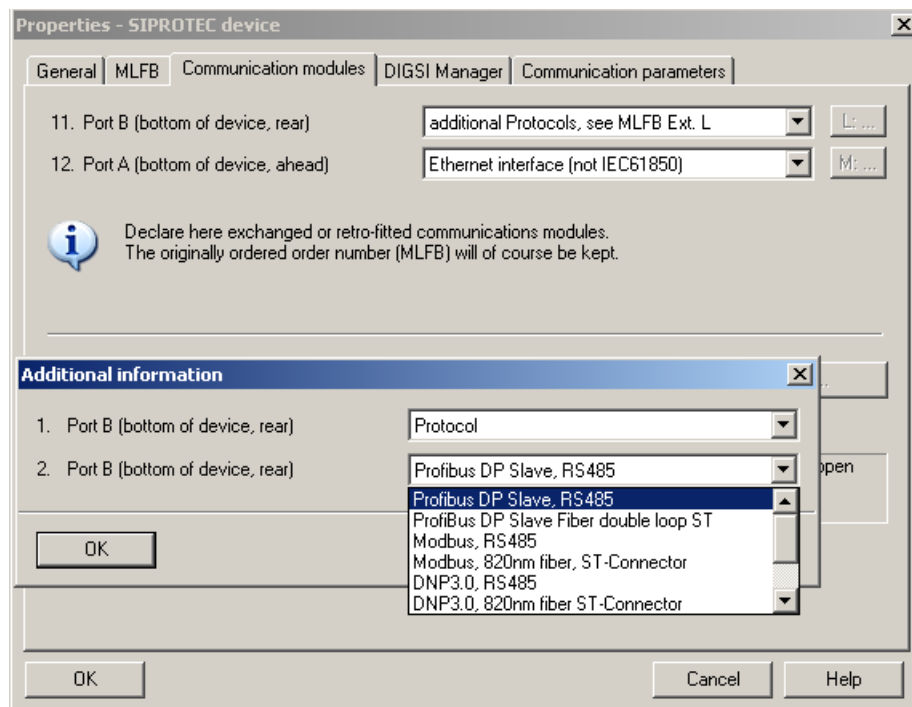 Properties - SIPROTEC device
General MLFB Communication modules DIGSI Manager Communication parameters
11. Port B (bottom of device, rear) additional Protocols, see MLFB Ext. L L: ...
12. Port A (bottom of device, ahead) Ethernet interface (not IEC61850) M: ...
Declare here exchanged or retro-fitted communications modules.
The originally ordered order number (MLFB) will of course be kept.
Additional information
1. Port B (bottom of device, rear) Protocol
2. Port B (bottom of device, rear) Profibus DP Slave, RS485
Profibus DP Slave, RS485
ProfiBus DP Slave Fiber double loop ST
Modbus, RS485
Modbus, 820nm fiber, ST-Connector
DNP3.0, RS485
DNP3.0, 820nm fiber ST-Connector
OK
open
OK Cancel Help